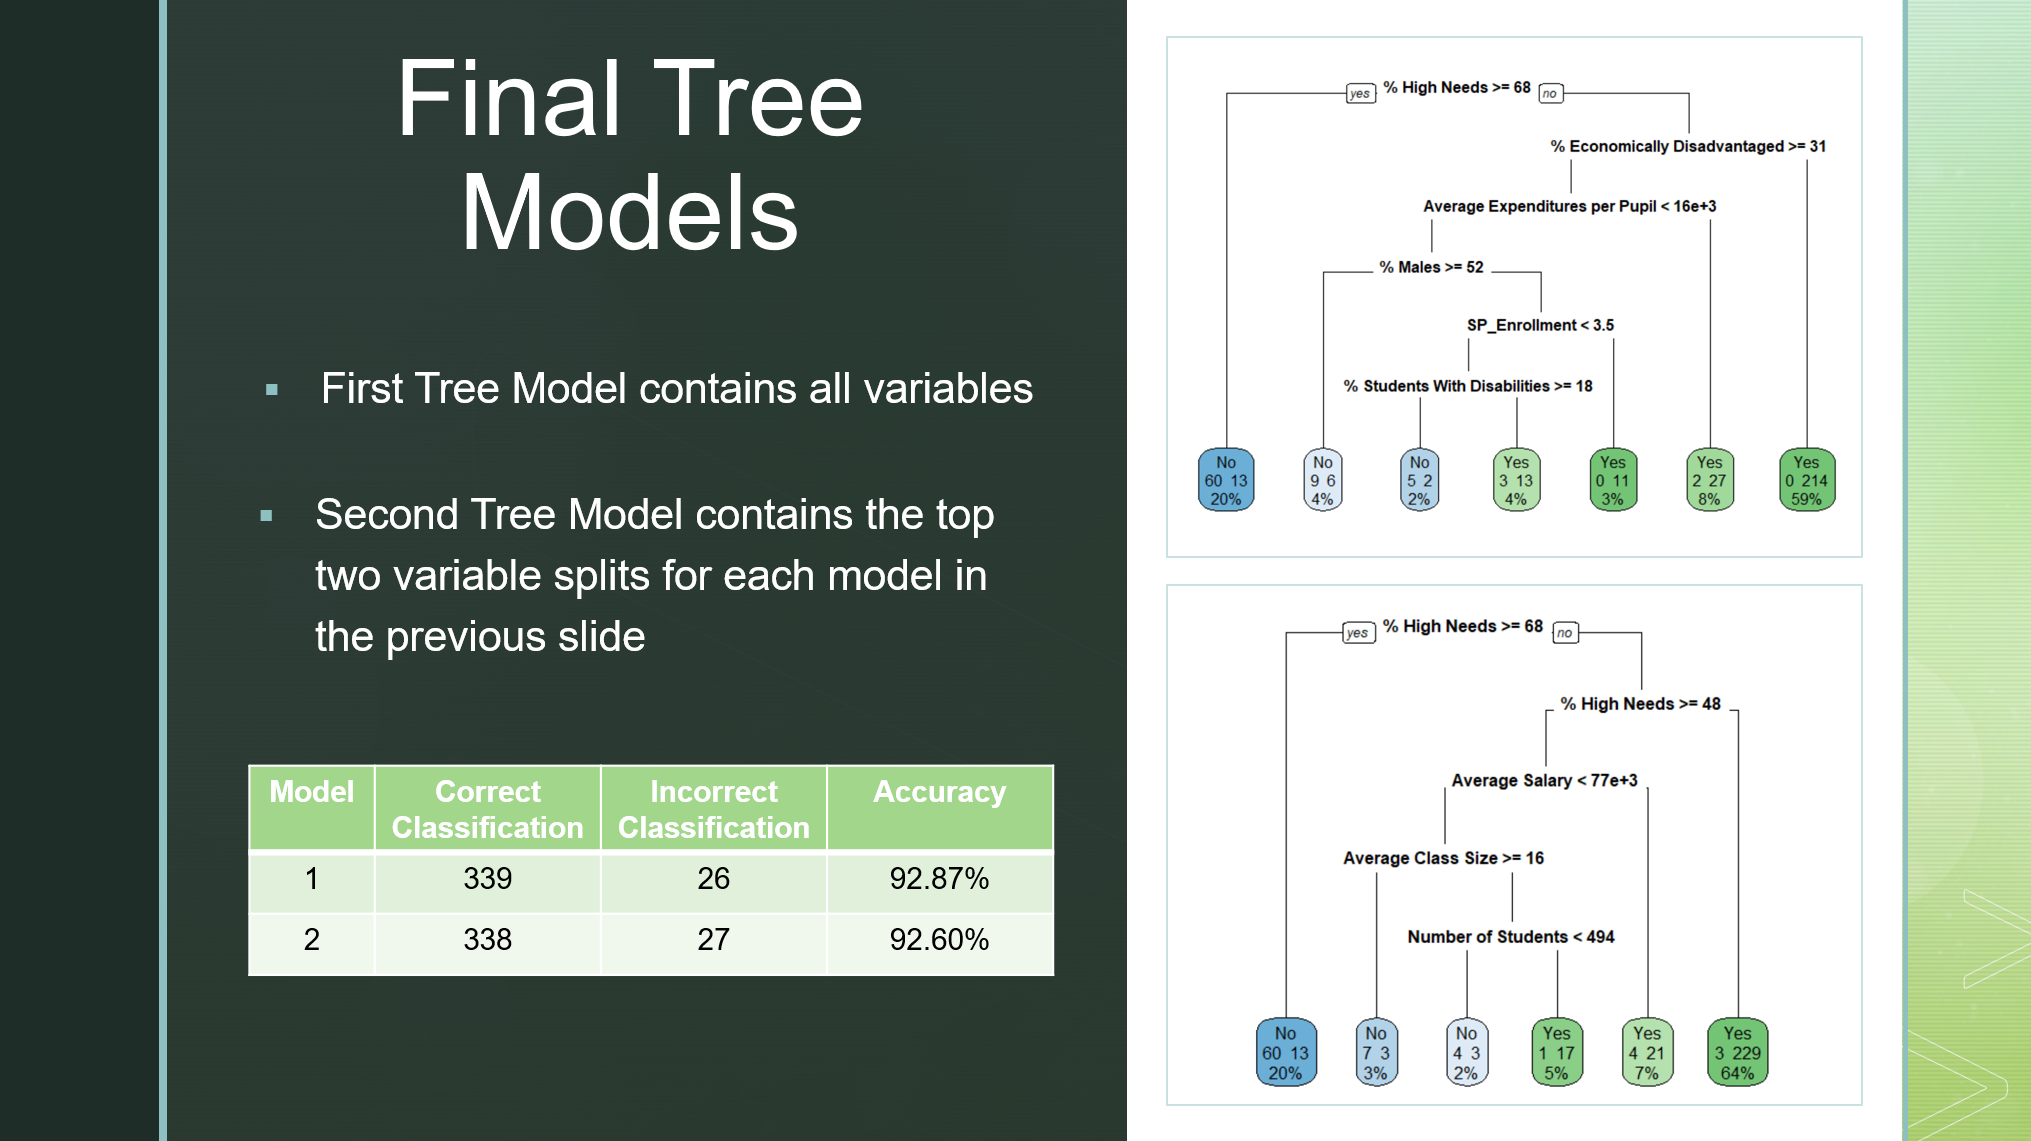 Final Tree
Models
▪ First Tree Model contains all variables
▪ Second Tree Model contains the top
two variable splits for each model in
the previous slide
Model Correct Classification Incorrect Classification Accuracy
1 339 26 92.87%
2 338 27 92.60%
yes % High Needs >= 68 no
% Economically Disadvantaged >= 31
Average Expenditures per Pupil < 16e+3
% Males >= 52
SP_Enrollment < 3.5
% Students With Disabilities >= 18
No No No Yes Yes Yes Yes
60 13 9 6 5 2 3 13 0 11 2 27 0 214
20% 4% 2% 4% 3% 8% 59%
yes % High Needs >= 68 no
% High Needs >= 48
Average Salary < 77e+3
Average Class Size >= 16
Number of Students < 494
No No No Yes Yes Yes
60 13 7 3 4 3 1 17 4 21 3 229
20% 3% 2% 5% 7% 64%